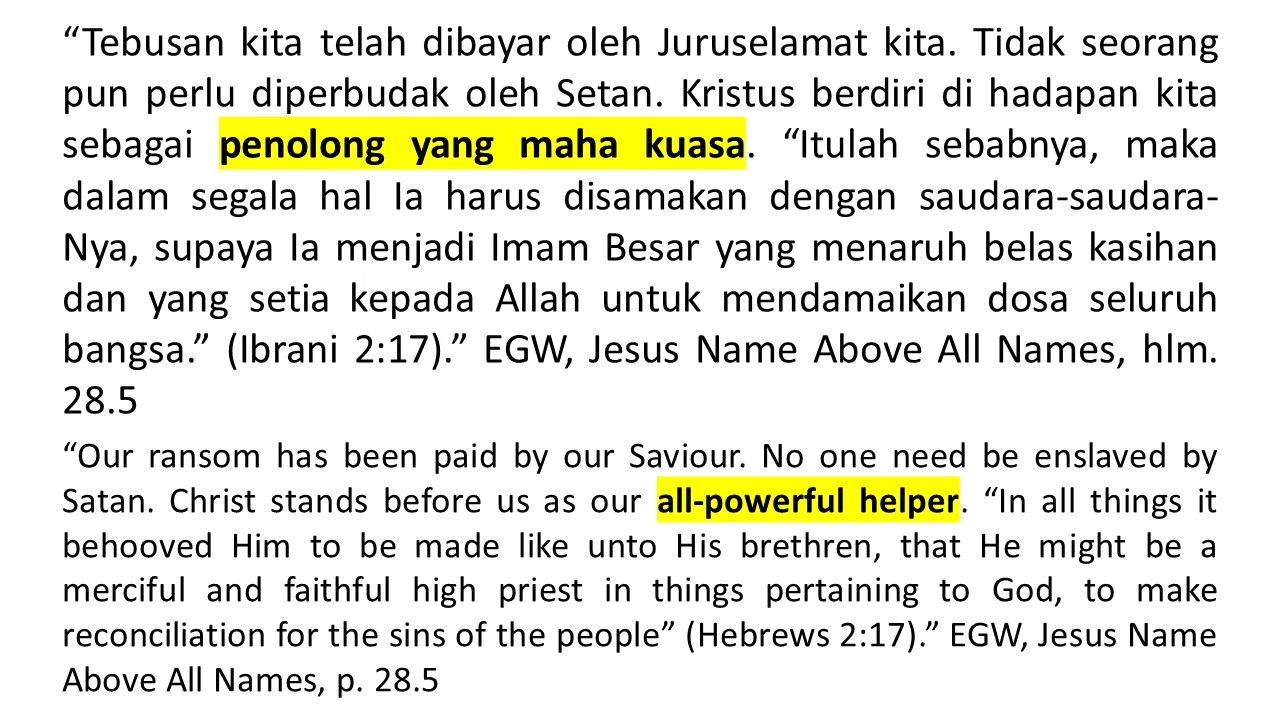 “Tebusan kita telah dibayar oleh Juruselamat kita. Tidak seorang
pun perlu diperbudak oleh Setan. Kristus berdiri di hadapan kita
sebagai penolong yang maha kuasa. “Itulah sebabnya, maka
dalam segala hal Ia harus disamakan dengan saudara-saudara-
Nya, supaya Ia menjadi Imam Besar yang menaruh belas kasihan
dan yang setia kepada Allah untuk mendamaikan dosa seluruh
bangsa.” (Ibrani 2:17).” EGW, Jesus Name Above All Names, hlm.
28.5
“Our ransom has been paid by our Saviour. No one need be enslaved by
Satan. Christ stands before us as our all-powerful helper. “In all things it
behooved Him to be made like unto His brethren, that He might be a
merciful and faithful high priest in things pertaining to God, to make
reconciliation for the sins of the people” (Hebrews 2:17).” EGW, Jesus Name
Above All Names, p. 28.5